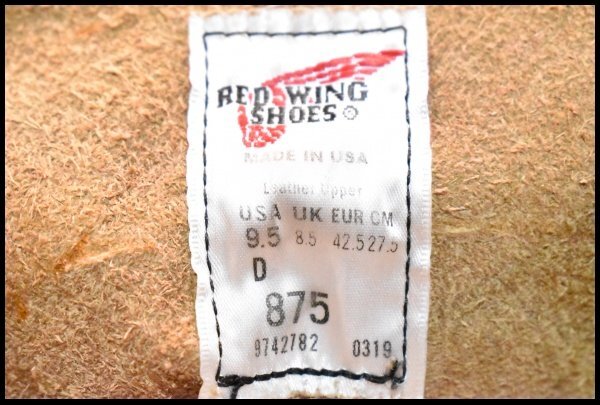 RED WING
SHOES
MADE IN USA
Leather Upper
USA UK EUR CM
9.5 8.5 42.5 27.5
D
875
9742782 0319